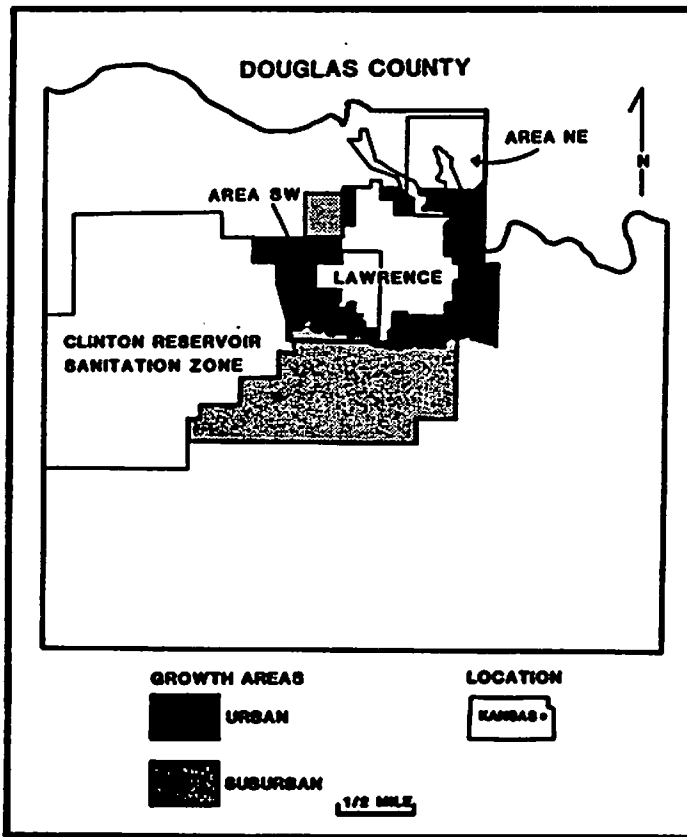 DOUGLAS COUNTY
AREA NE
N
AREA SW
LAWRENCE
CLINTON RESERVOIR
SANITATION ZONE
GROWTH AREAS
LOCATION
URBAN
KANSAS
SUBURBAN
1/2 MILE